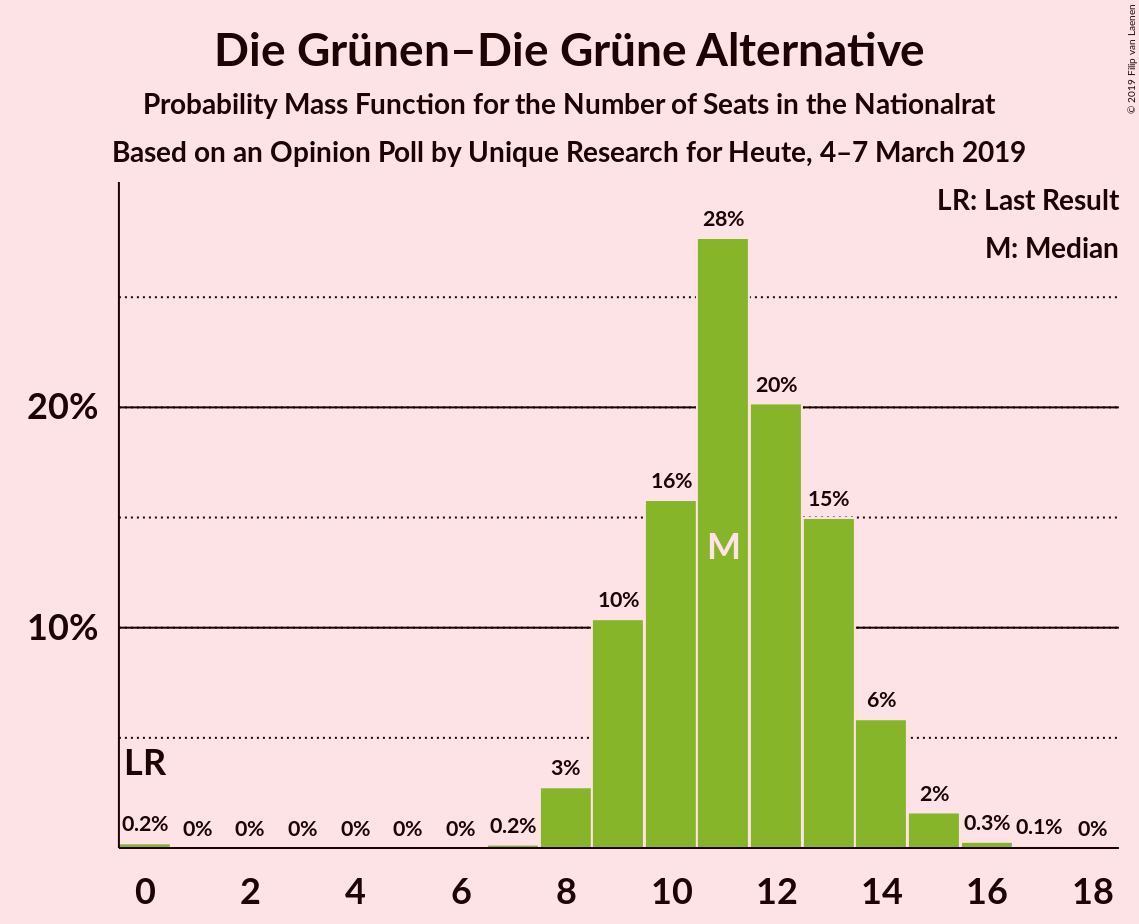 Die Grünen–Die Grüne Alternative
Probability Mass Function for the Number of Seats in the Nationalrat
Based on an Opinion Poll by Unique Research for Heute, 4–7 March 2019
© 2019 Filip van Laenen
LR: Last Result
M: Median
28%
20%
20%
16%
15%
M
10%
10%
6%
LR
3%
2%
0.2% 0% 0% 0% 0% 0% 0% 0.2% 0.3% 0.1% 0%
0 2 4 6 8 10 12 14 16 18